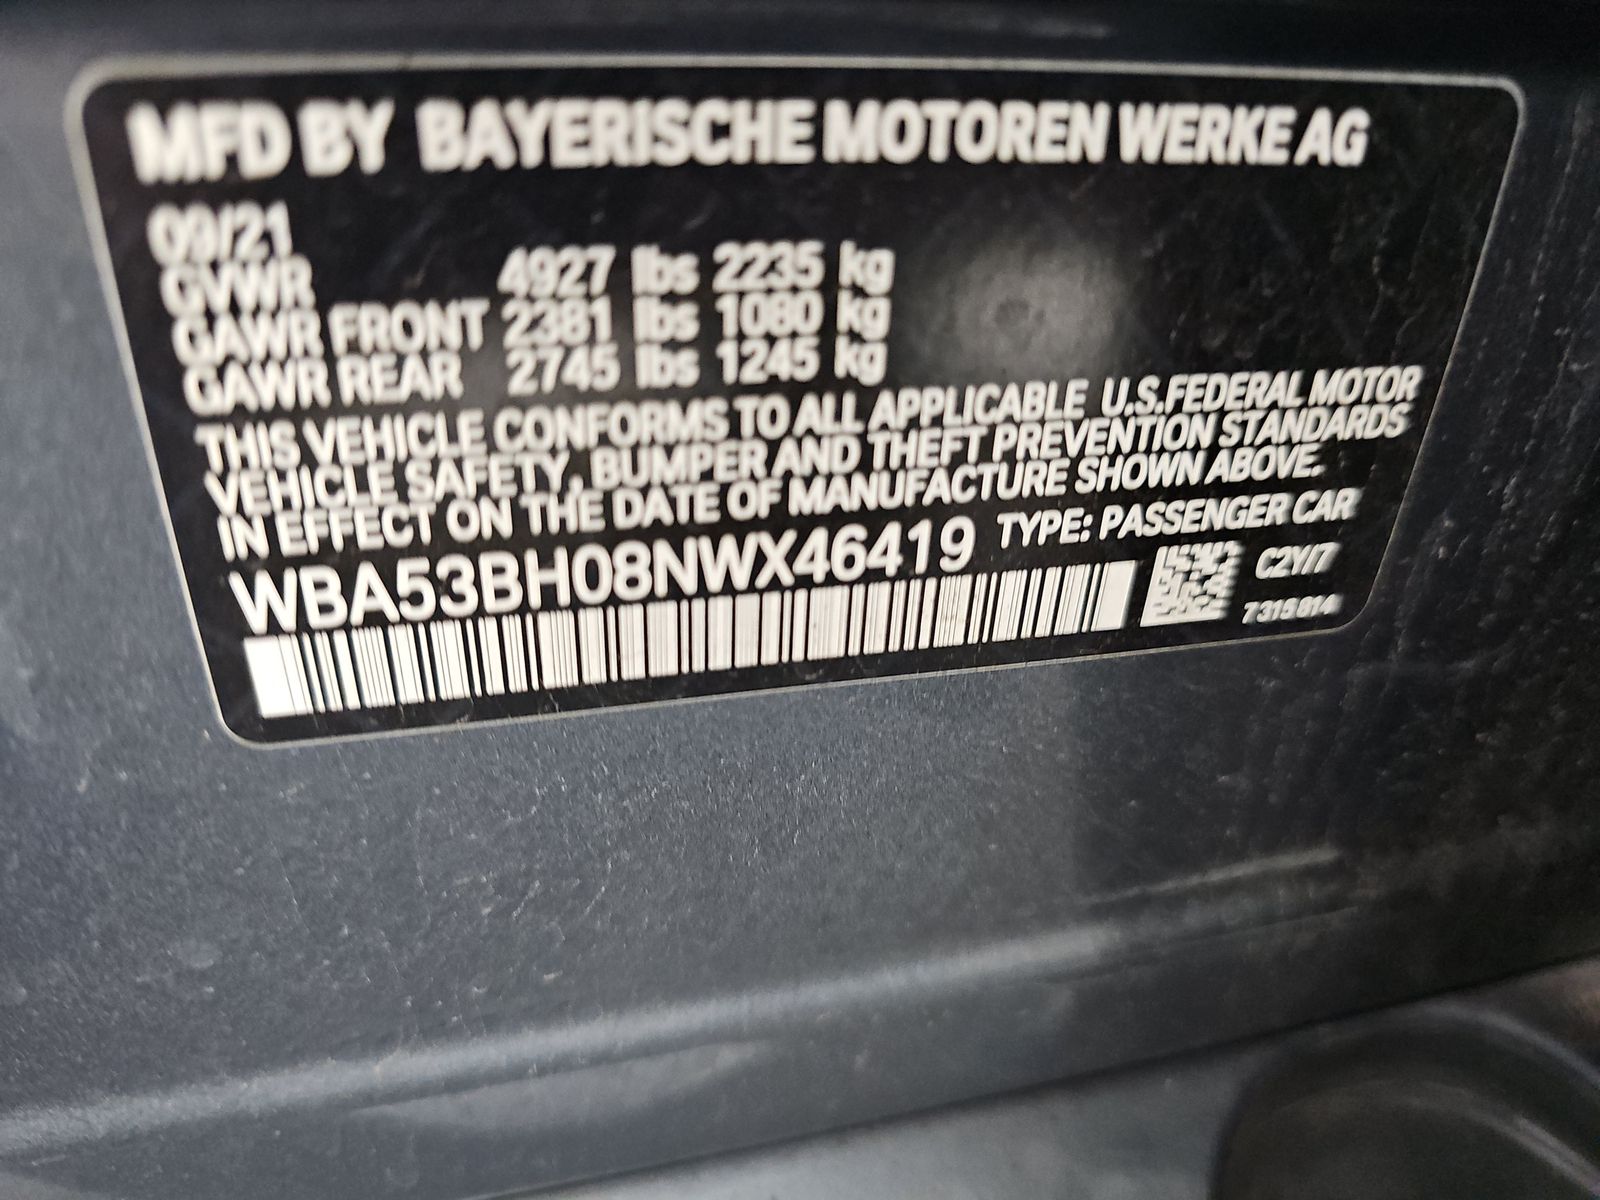 MFD BY BAYERISCHE MOTOREN WERKE AG
09/21
GVWR 4927 lbs 2235 kg
GAWR FRONT 2381 lbs 1080 kg
GAWR REAR 2745 lbs 1245 kg
THIS VEHICLE CONFORMS TO ALL APPLICABLE U.S.FEDERAL MOTOR
VEHICLE SAFETY, BUMPER AND THEFT PREVENTION STANDARDS
IN EFFECT ON THE DATE OF MANUFACTURE SHOWN ABOVE.
WBA53BH08NWX46419 TYPE: PASSENGER CAR
C2Y/7
7315814